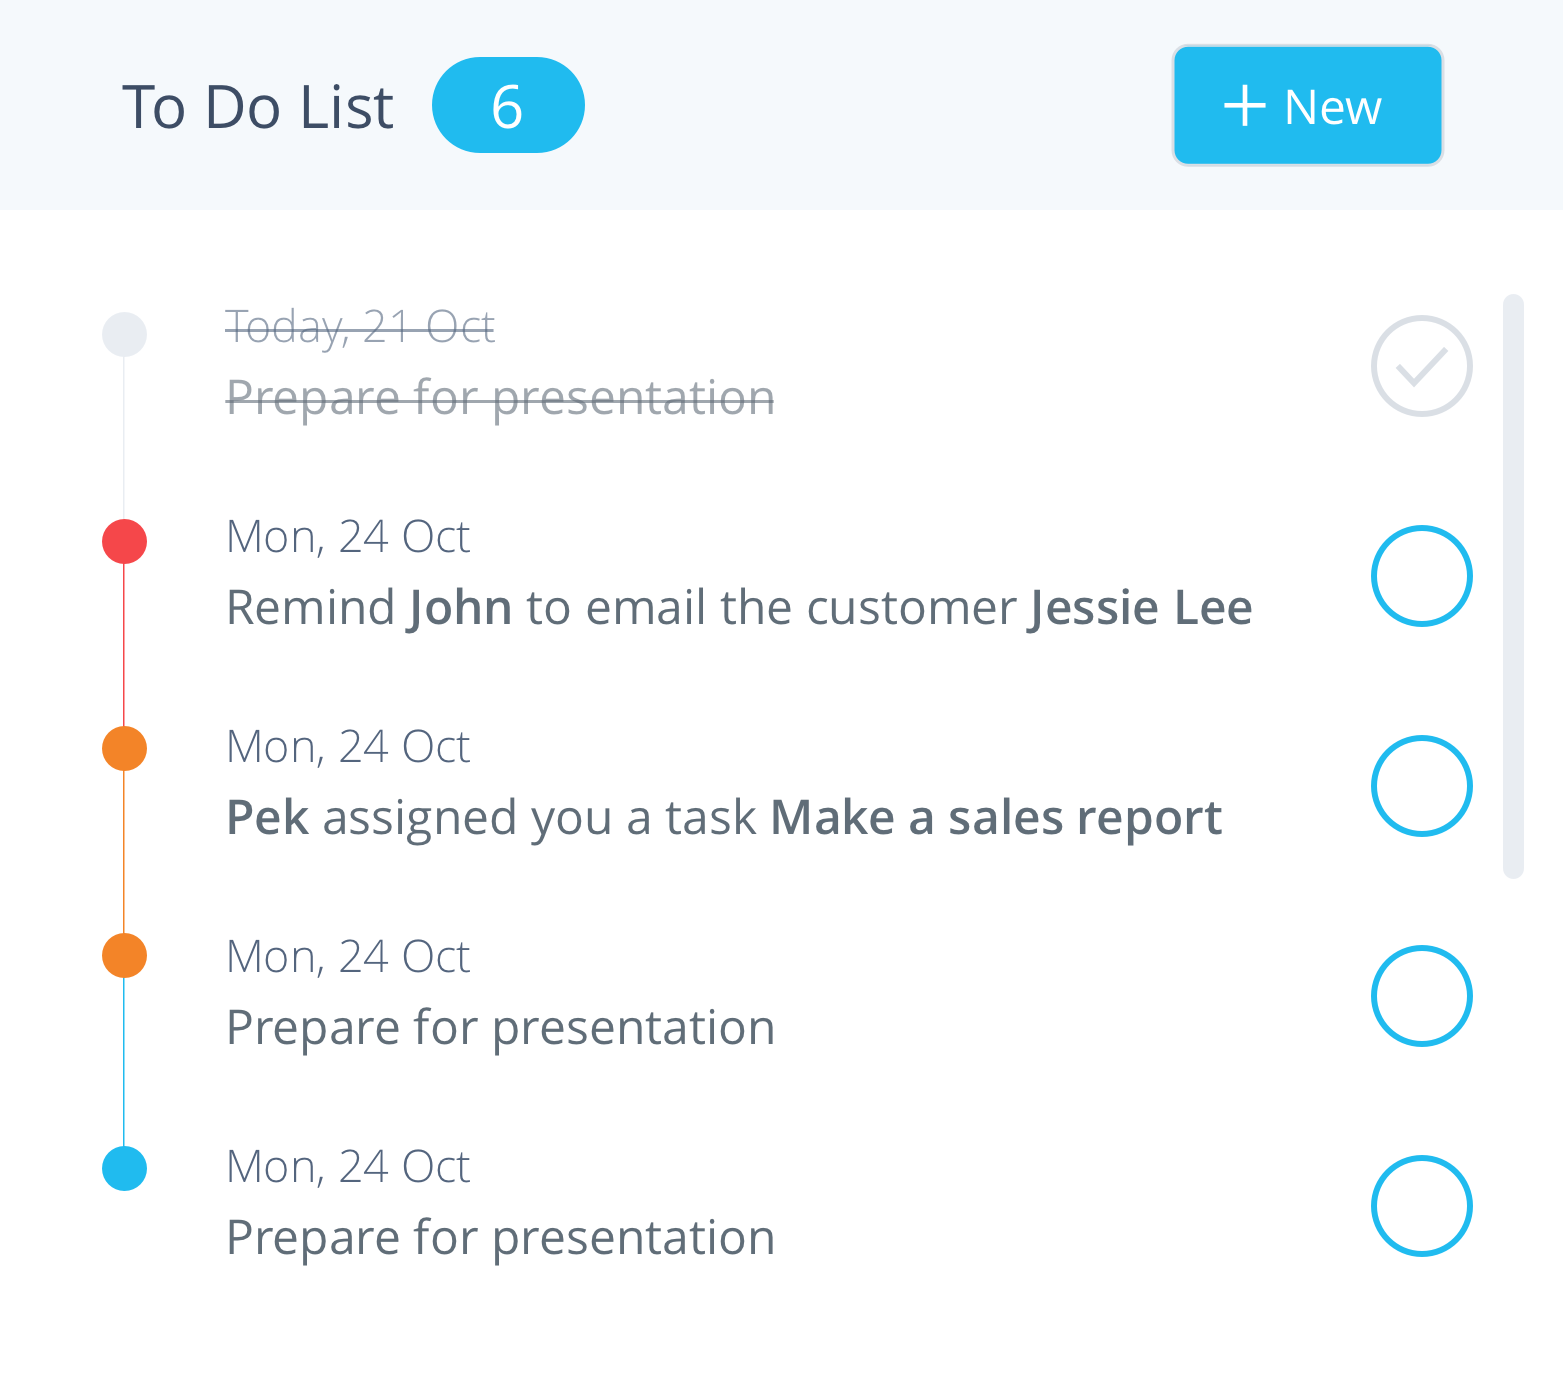 To Do List 6
+ New
Today, 21 Oct
Prepare for presentation
Mon, 24 Oct
Remind John to email the customer Jessie Lee
Mon, 24 Oct
Pek assigned you a task Make a sales report
Mon, 24 Oct
Prepare for presentation
Mon, 24 Oct
Prepare for presentation